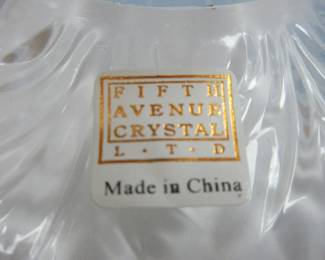 FIFTH
AVENUE
CRYSTAL
L · T · D
Made in China